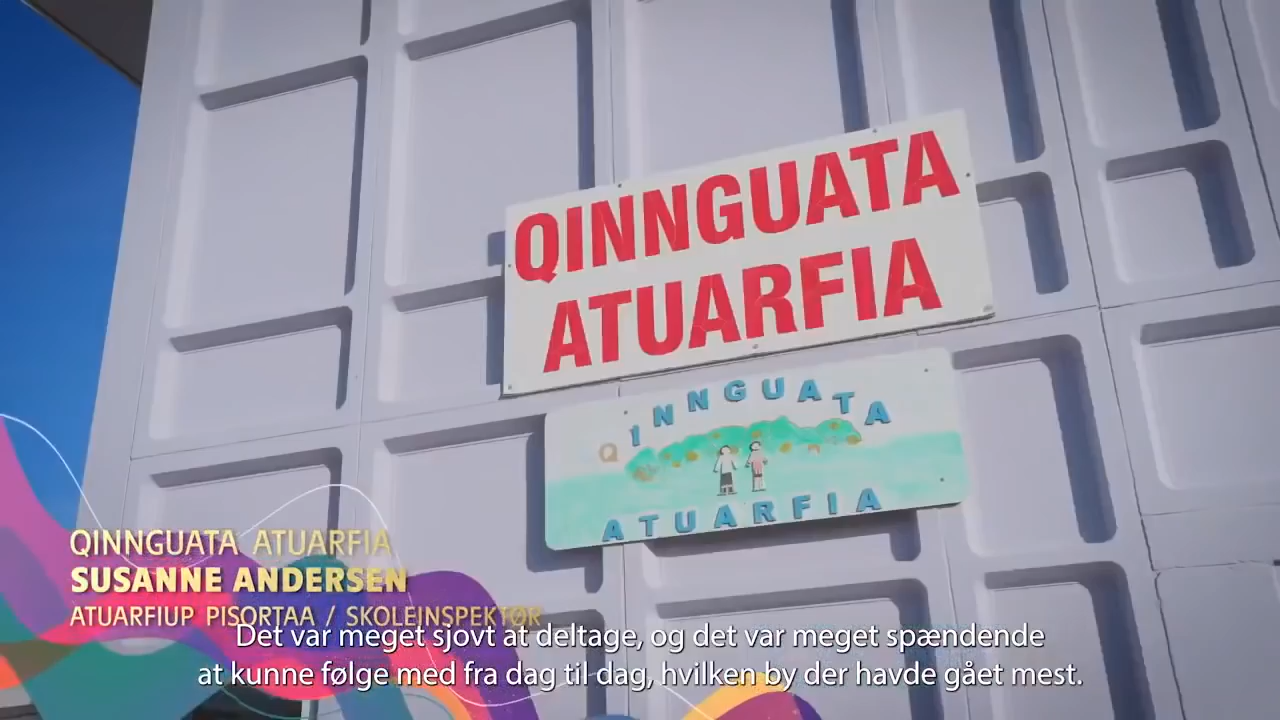 QINNGUATA
ATUARFIA
QINNGUATA
ATUARFIA
QINNGUATA ATUARFIA
SUSANNE ANDERSEN
ATUARFIUP PISORTAA / SKOLEINSPEKTØR
Det var meget sjovt at deltage, og det var meget spændende
at kunne følge med fra dag til dag, hvilken by der havde gået mest.